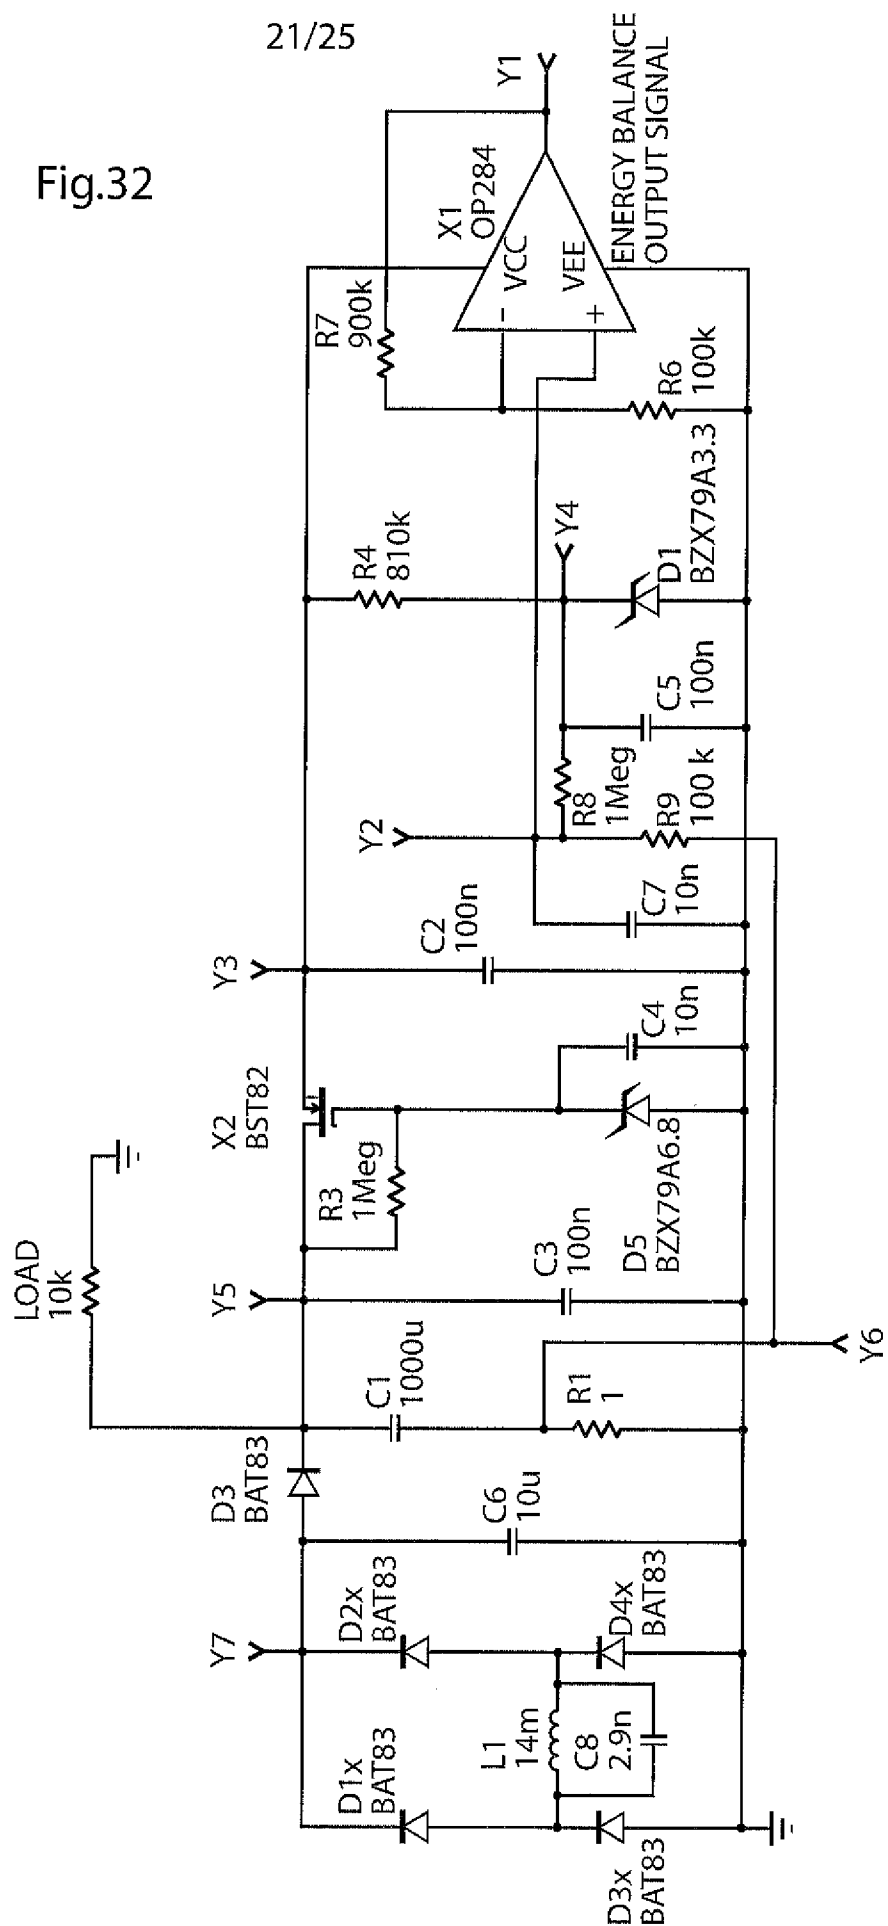 21/25
Fig.32
Y1
ENERGY BALANCE
OUTPUT SIGNAL
X1
OP284
VCC
VEE
-
+
R7
900k
R6
100k
R4
810k
Y4
D1
BZX79A3.3
C5
100n
R8
1Meg
R9
100 k
Y2
C7
10n
C2
100n
Y3
C4
10n
X2
BST82
R3
1Meg
D5
BZX79A6.8
C3
100n
LOAD
10k
Y5
Y6
C1
1000u
R1
1
D3
BAT83
C6
10u
Y7
D2x
BAT83
D4x
BAT83
L1
14m
C8
2.9n
D1x
BAT83
D3x
BAT83